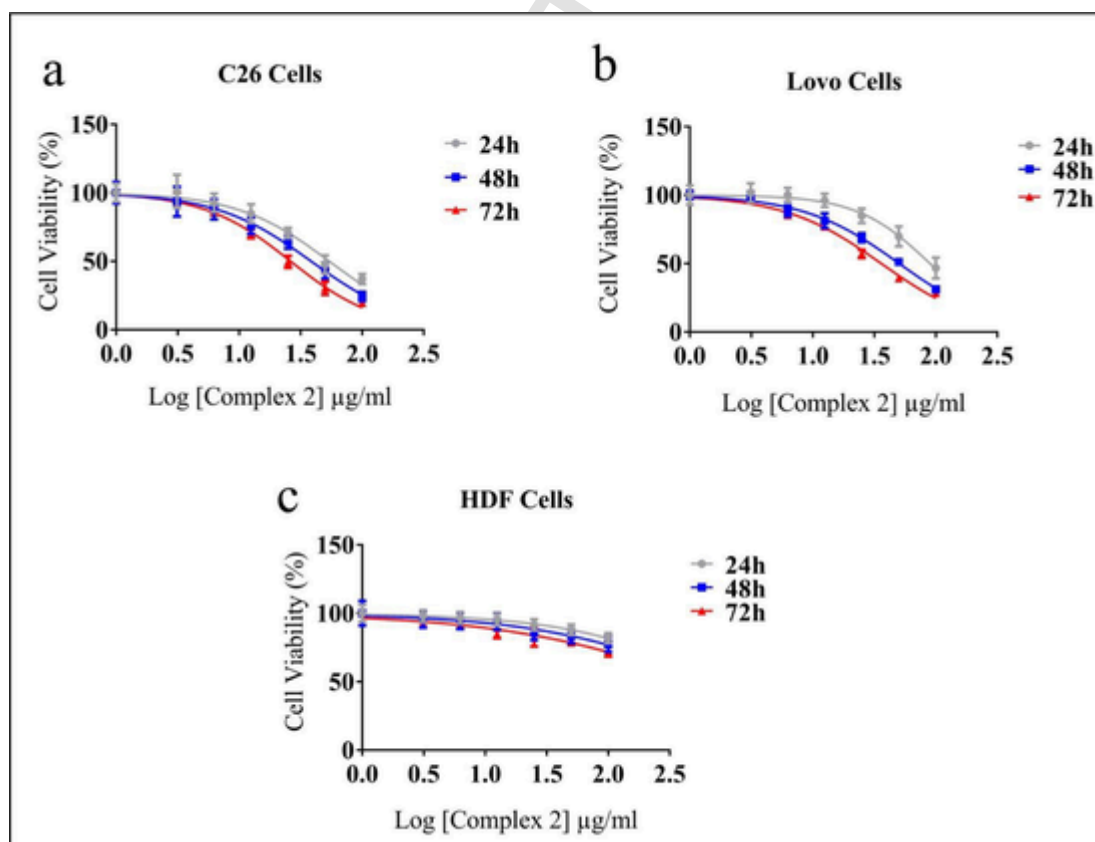 a
C26 Cells
150
100
50
0
Cell Viability (%)
0.0 0.5 1.0 1.5 2.0 2.5
Log [Complex 2] µg/ml
24h
48h
72h
b
Lovo Cells
150
100
50
0
Cell Viability (%)
0.0 0.5 1.0 1.5 2.0 2.5
Log [Complex 2] µg/ml
24h
48h
72h
c
HDF Cells
150
100
50
0
Cell Viability (%)
0.0 0.5 1.0 1.5 2.0 2.5
Log [Complex 2] µg/ml
24h
48h
72h